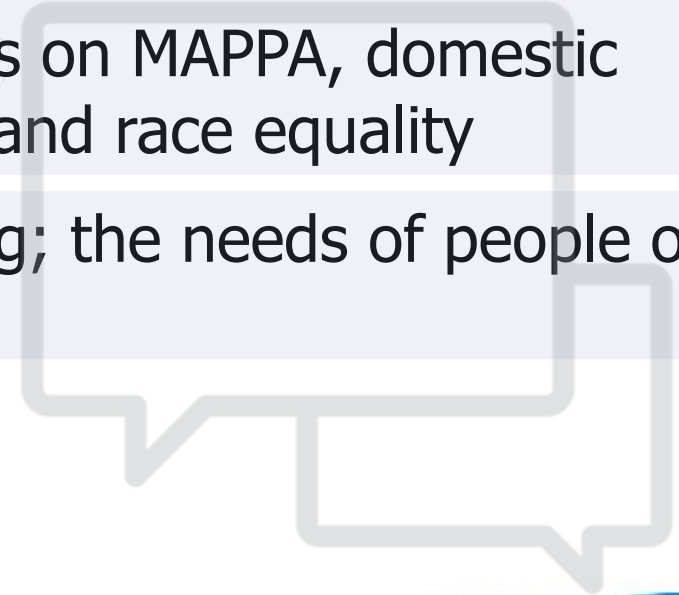 s on MAPPA, domestic
and race equality
g; the needs of people o